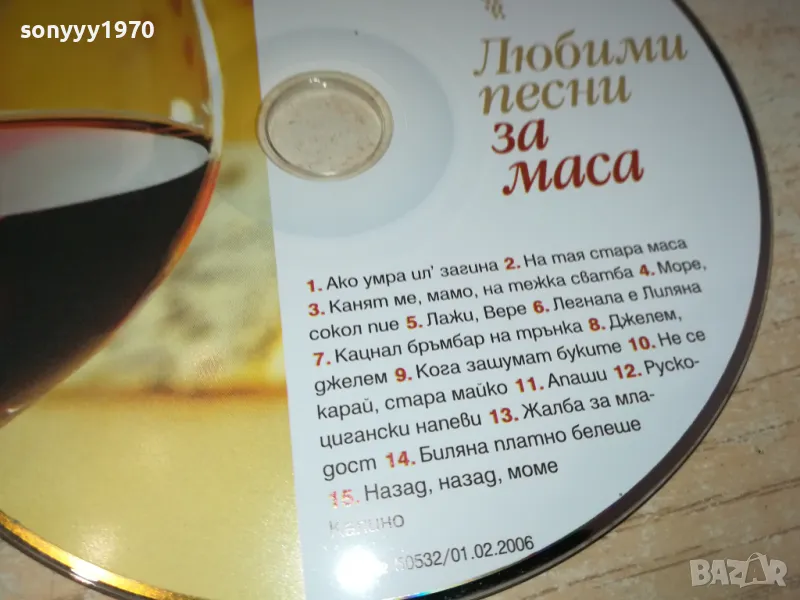 sonyyy1970
Любими
песни
за
маса
1. Ако умра ил' загина 2. На тая стара маса
3. Канят ме, мамо, на тежка сватба 4. Море,
сокол пие 5. Лажи, Вере 6. Легнала е Лиляна
7. Кацнал бръмбар на трънка 8. Джелем,
джелем 9. Кога зашумат буките 10. Не се
карай, стара майко 11. Апаши 12. Руско-
цигански напеви 13. Жалба за мла-
дост 14. Биляна платно белеше
15. Назад, назад, моме
Калино
50532/01.02.2006
BAZAR